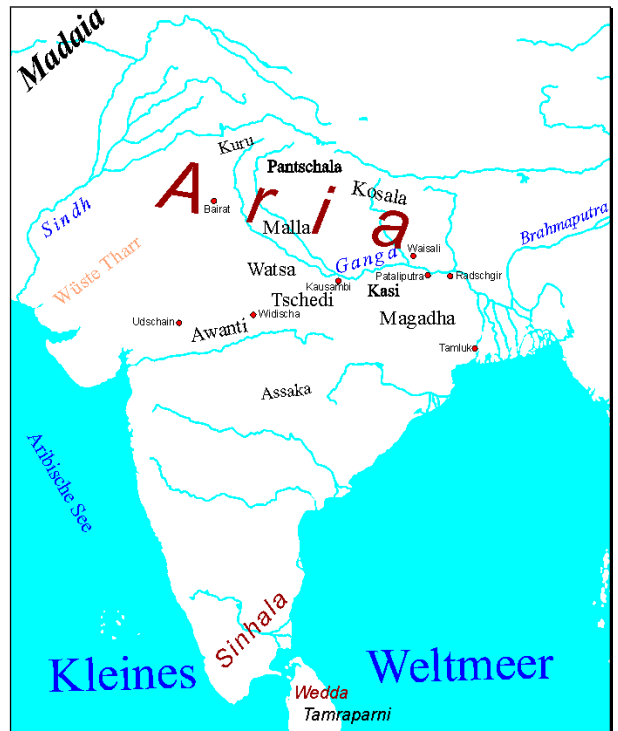 Madaia
Kuru
Pantschala
Aria
Kosala
Bairat
Sindh
Malla
Brahmaputra
Waisali
Ganga
Wüste Tharr
Watsa
Pataliputra
Radschgir
Kausambi
Kasi
Tschedi
Widischa
Magadha
Udschain
Awanti
Tamluk
Assaka
Aribische See
Sinhala
Kleines Weltmeer
Wedda
Tamraparni